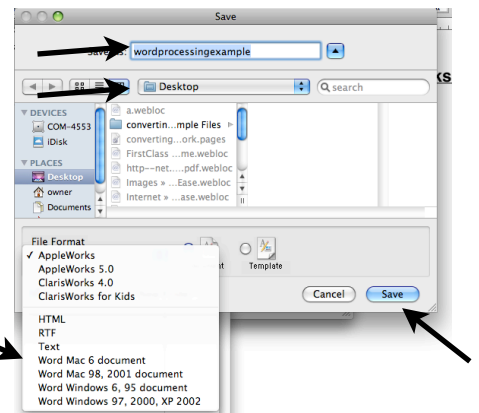 Save
Save As: wordprocessingexample
ks
Desktop
search
DEVICES
COM-4553
iDisk
PLACES
Desktop
owner
Documents
a.webloc
convertin...mple Files
converting...ork.pages
FirstClass ...me.webloc
http--net....pdf.webloc
Images » ...Ease.webloc
Internet » ...ase.webloc
File Format
✓ AppleWorks
AppleWorks 5.0
ClarisWorks 4.0
ClarisWorks for Kids
HTML
RTF
Text
Word Mac 6 document
Word Mac 98, 2001 document
Word Windows 6, 95 document
Word Windows 97, 2000, XP 2002
Template
Cancel
Save